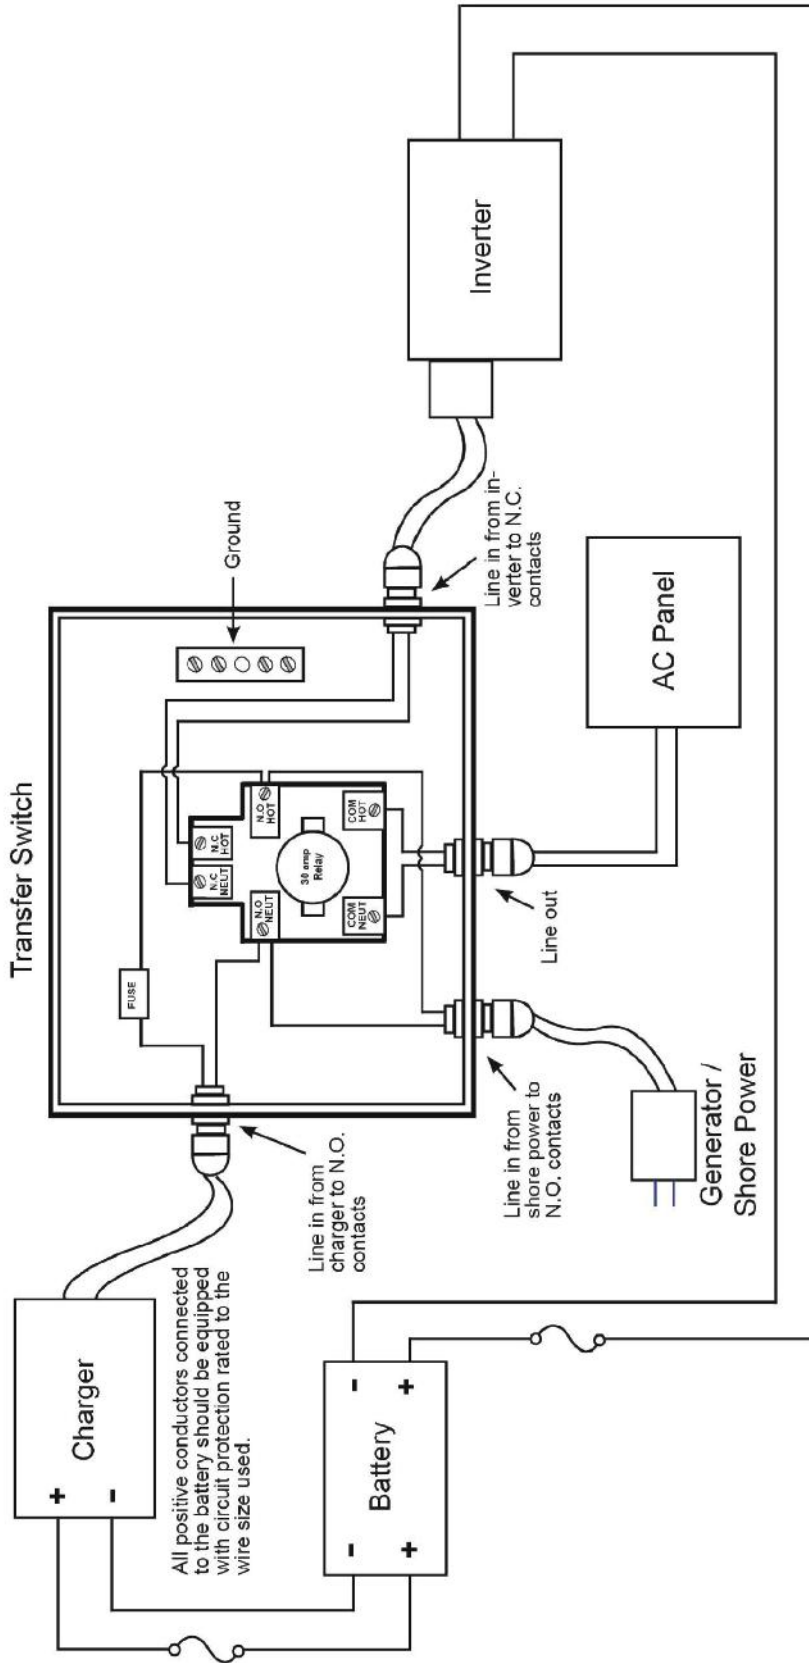 Transfer Switch
Ground
FUSE
N.C
NEUT
N.C
HOT
N.O
NEUT
N.O
HOT
30 amp
Relay
COM
NEUT
COM
HOT
Charger
+
-
All positive conductors connected
to the battery should be equipped
with circuit protection rated to the
wire size used.
Line in from
charger to N.O.
contacts
Line in from in-
verter to N.C.
contacts
Inverter
Line in from
shore power to
N.O. contacts
Line out
AC Panel
Generator /
Shore Power
Battery
-
+
-
+